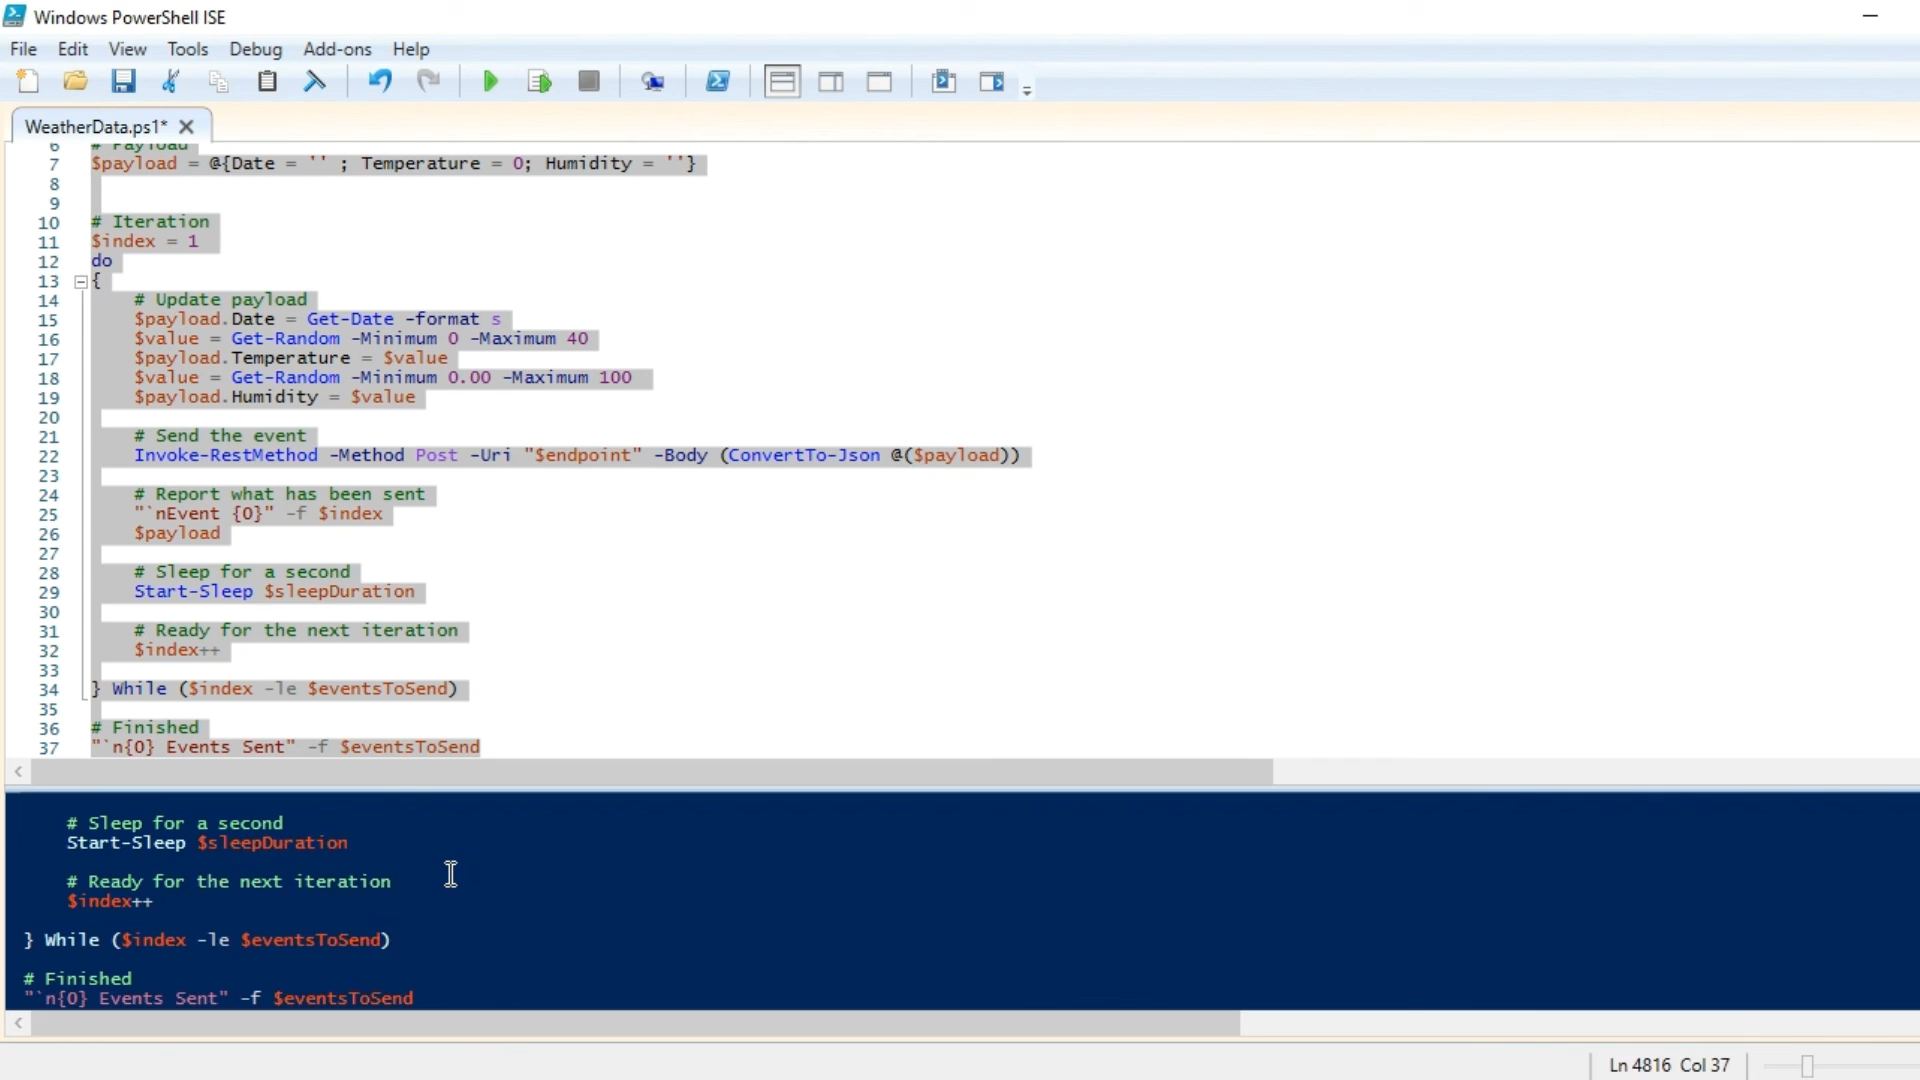 Windows PowerShell ISE
File Edit View Tools Debug Add-ons Help
WeatherData.ps1*
6 # Payload
7 $payload = @{Date = '' ; Temperature = 0; Humidity = ''}
8
9
10 # Iteration
11 $index = 1
12 do
13 {
14 # Update payload
15 $payload.Date = Get-Date -format s
16 $value = Get-Random -Minimum 0 -Maximum 40
17 $payload.Temperature = $value
18 $value = Get-Random -Minimum 0.00 -Maximum 100
19 $payload.Humidity = $value
20
21 # Send the event
22 Invoke-RestMethod -Method Post -Uri "$endpoint" -Body (ConvertTo-Json @($payload))
23
24 # Report what has been sent
25 "`nEvent {0}" -f $index
26 $payload
27
28 # Sleep for a second
29 Start-Sleep $sleepDuration
30
31 # Ready for the next iteration
32 $index++
33
34 } While ($index -le $eventsToSend)
35
36 # Finished
37 "`n{0} Events Sent" -f $eventsToSend
# Sleep for a second
Start-Sleep $sleepDuration
# Ready for the next iteration
$index++
} While ($index -le $eventsToSend)
# Finished
"`n{0} Events Sent" -f $eventsToSend
Ln 4816 Col 37